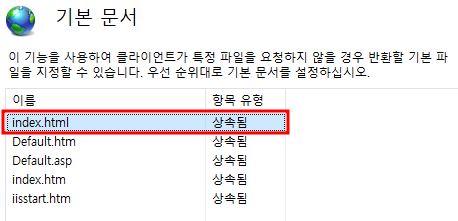 기본 문서
이 기능을 사용하여 클라이언트가 특정 파일을 요청하지 않을 경우 반환할 기본 파
일을 지정할 수 있습니다. 우선 순위대로 기본 문서를 설정하십시오.
이름 항목 유형
index.html 상속됨
Default.htm 상속됨
Default.asp 상속됨
index.htm 상속됨
iisstart.htm 상속됨